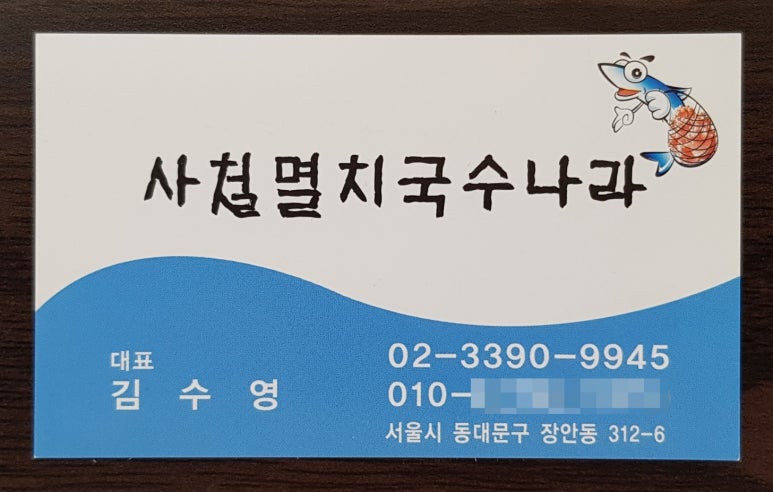 사철멸치국수나라
대표
김 수 영
02-3390-9945
010-
서울시 동대문구 장안동 312-6